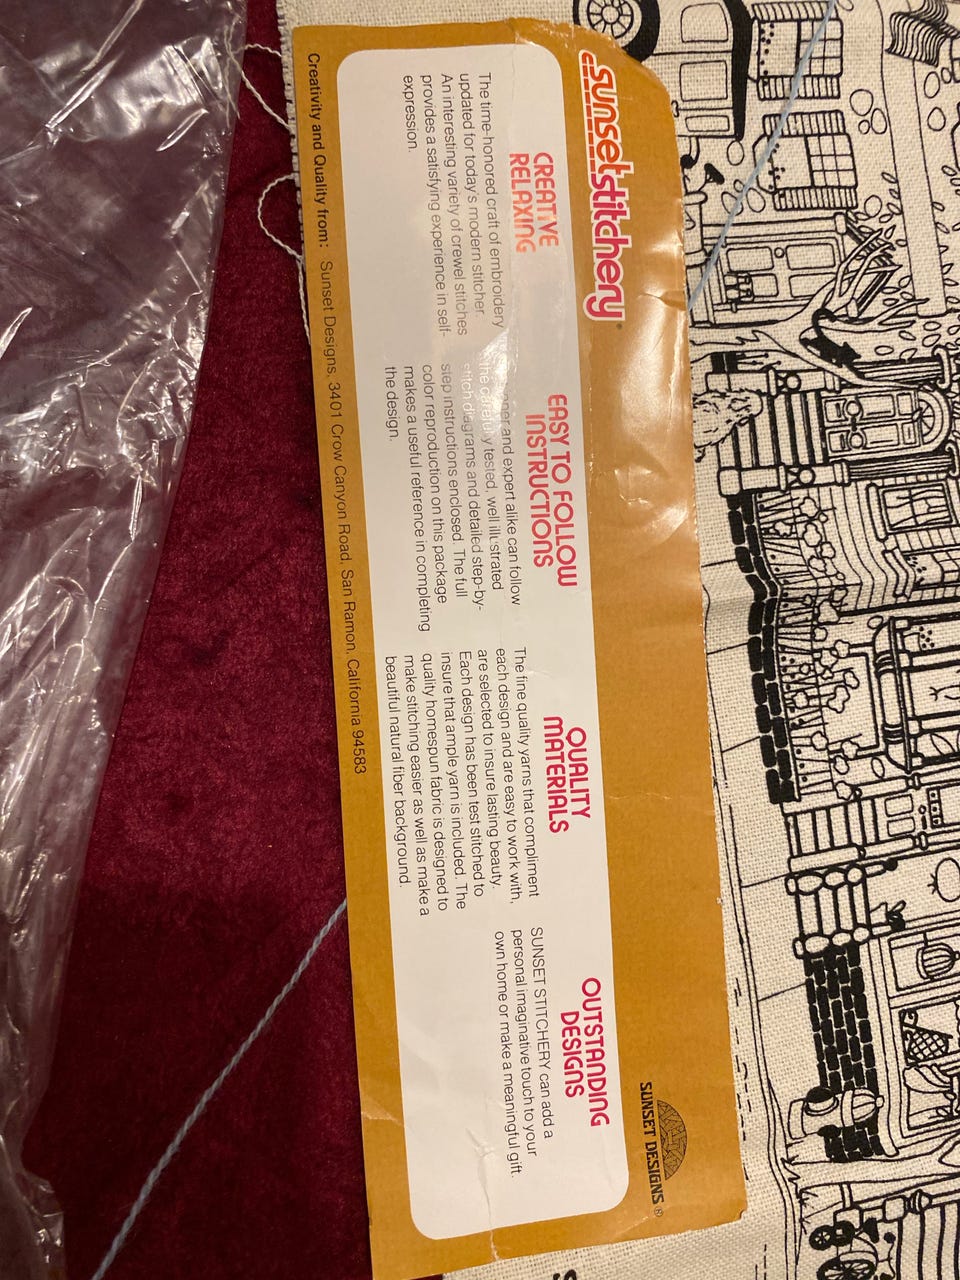 sunset stitchery®
CREATIVE
RELAXING
The time-honored craft of embroidery
updated for today's modern stitcher.
An interesting variety of crewel stitches
provides a satisfying experience in self-
expression.
EASY TO FOLLOW
INSTRUCTIONS
and expert alike can follow
the carefully tested, well illustrated
stitch diagrams and detailed step-by-
step instructions enclosed. The full
color reproduction on this package
makes a useful reference in completing
the design.
QUALITY
MATERIALS
The fine quality yarns that compliment
each design and are easy to work with,
are selected to insure lasting beauty.
Each design has been test stitched to
insure that ample yarn is included. The
quality homespun fabric is designed to
make stitching easier as well as make a
beautiful natural fiber background.
OUTSTANDING
DESIGNS
SUNSET STITCHERY can add a
personal imaginative touch to your
own home or make a meaningful gift.
SUNSET DESIGNS®
Creativity and Quality from: Sunset Designs, 3401 Crow Canyon Road, San Ramon, California 94583